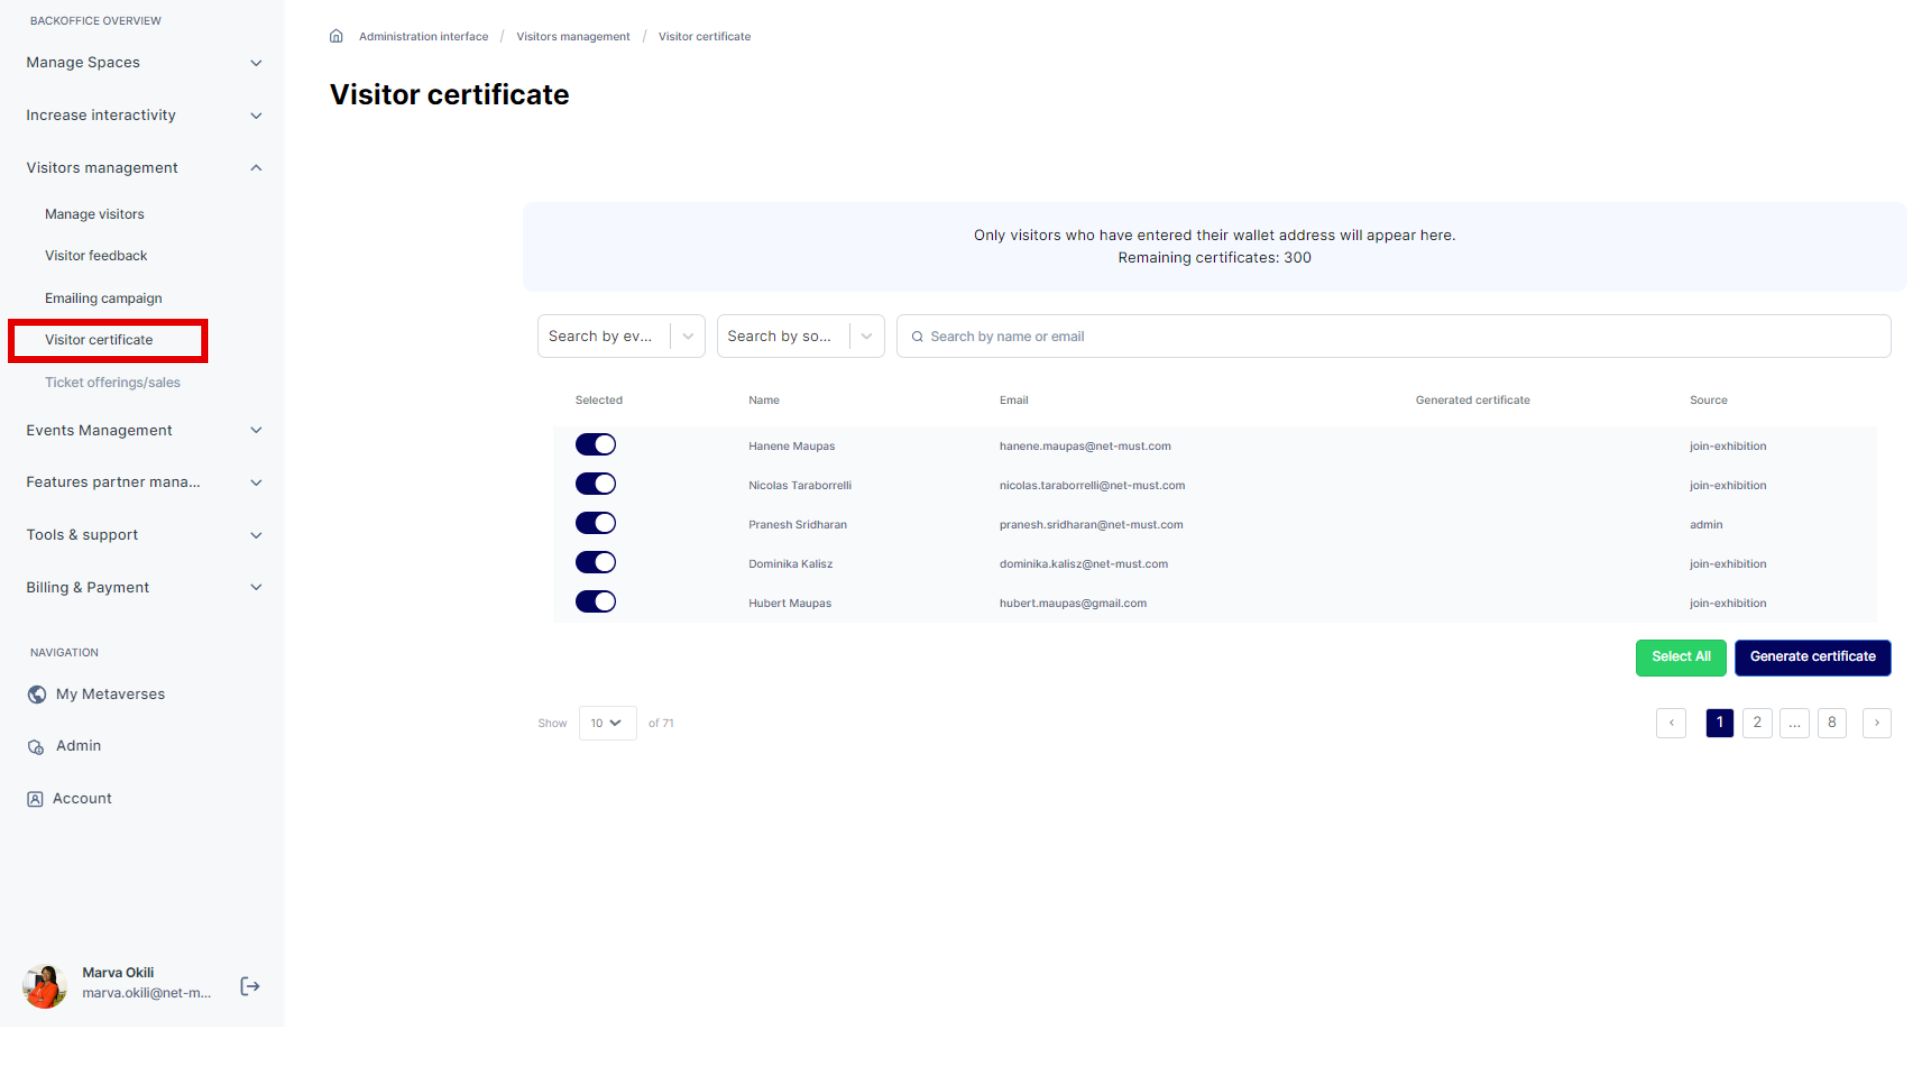 BACKOFFICE OVERVIEW
Manage Spaces
Increase interactivity
Visitors management
Manage visitors
Visitor feedback
Emailing campaign
Visitor certificate
Ticket offerings/sales
Events Management
Features partner mana...
Tools & support
Billing & Payment
NAVIGATION
My Metaverses
Admin
Account
Marva Okili
marva.okili@net-m...
Administration interface / Visitors management / Visitor certificate
Visitor certificate
Only visitors who have entered their wallet address will appear here.
Remaining certificates: 300
Search by ev... Search by so... Search by name or email
Selected Name Email Generated certificate Source
Hanene Maupas hanene.maupas@net-must.com join-exhibition
Nicolas Taraborrelli nicolas.taraborrelli@net-must.com join-exhibition
Pranesh Sridharan pranesh.sridharan@net-must.com admin
Dominika Kalisz dominika.kalisz@net-must.com join-exhibition
Hubert Maupas hubert.maupas@gmail.com join-exhibition
Select All Generate certificate
Show 10 of 71 ‹ 1 2 ... 8 ›